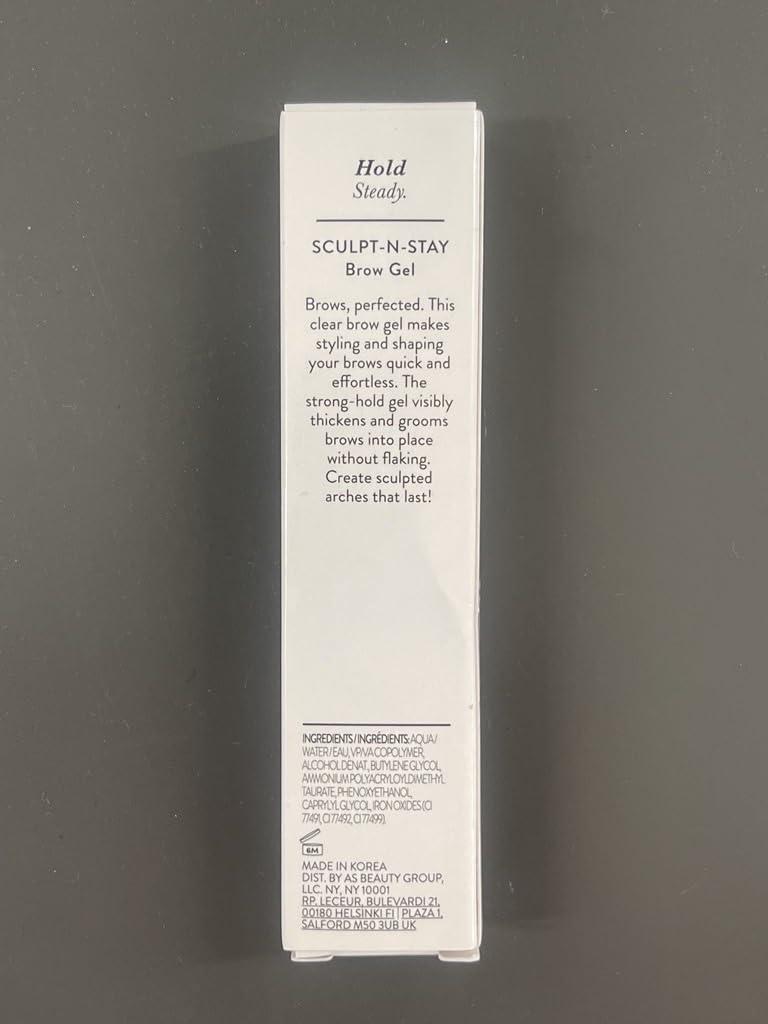 Hold
Steady.
SCULPT-N-STAY
Brow Gel
Brows, perfected. This
clear brow gel makes
styling and shaping
your brows quick and
effortless. The
strong-hold gel visibly
thickens and grooms
brows into place
without flaking.
Create sculpted
arches that last!
INGREDIENTS/INGRÉDIENTS: AQUA/
WATER/EAU, VP/VA COPOLYMER,
ALCOHOL DENAT., BUTYLENE GLYCOL,
AMMONIUM POLYACRYLOYLDIMETHYL
TAURATE, PHENOXYETHANOL,
CAPRYLYL GLYCOL, IRON OXIDES (CI
77491, CI 77492, CI 77499).
6M
MADE IN KOREA
DIST. BY AS BEAUTY GROUP,
LLC. NY, NY 10001
RP. LECEUR, BULEVARDI 21,
00180 HELSINKI FI | PLAZA 1,
SALFORD M50 3UB UK